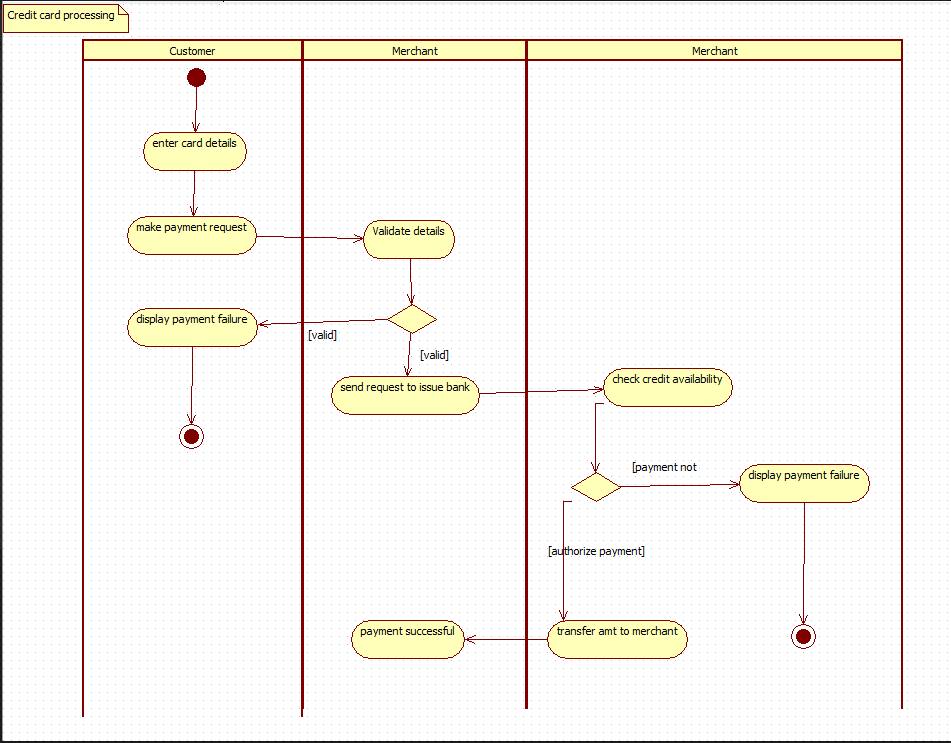 Credit card processing
Customer
Merchant
Merchant
enter card details
make payment request
Validate details
display payment failure
[valid]
[valid]
send request to issue bank
check credit availability
[payment not
display payment failure
[authorize payment]
payment successful
transfer amt to merchant